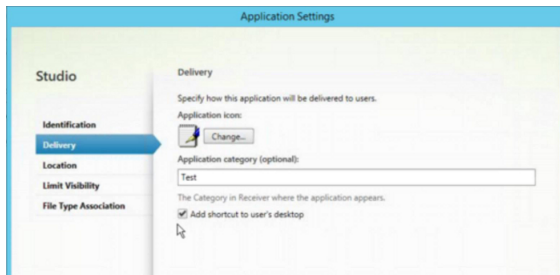 Application Settings
Studio
Identification
Delivery
Location
Limit Visibility
File Type Association
Delivery
Specify how this application will be delivered to users.
Application icon:
Change...
Application category (optional):
Test
The Category in Receiver where the application appears.
Add shortcut to user's desktop